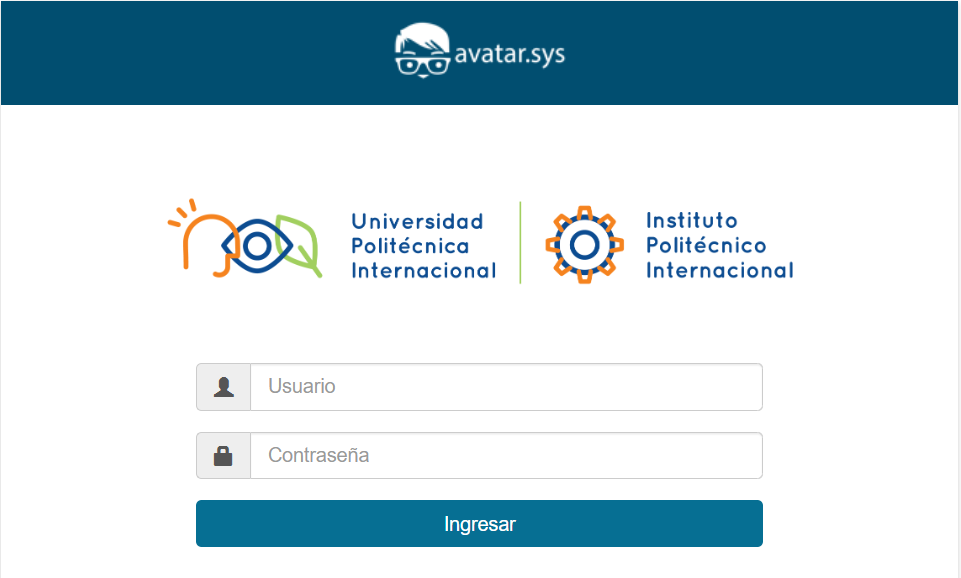 avatar.sys
Universidad
Politécnica
Internacional
Instituto
Politécnico
Internacional
Usuario
Contraseña
Ingresar